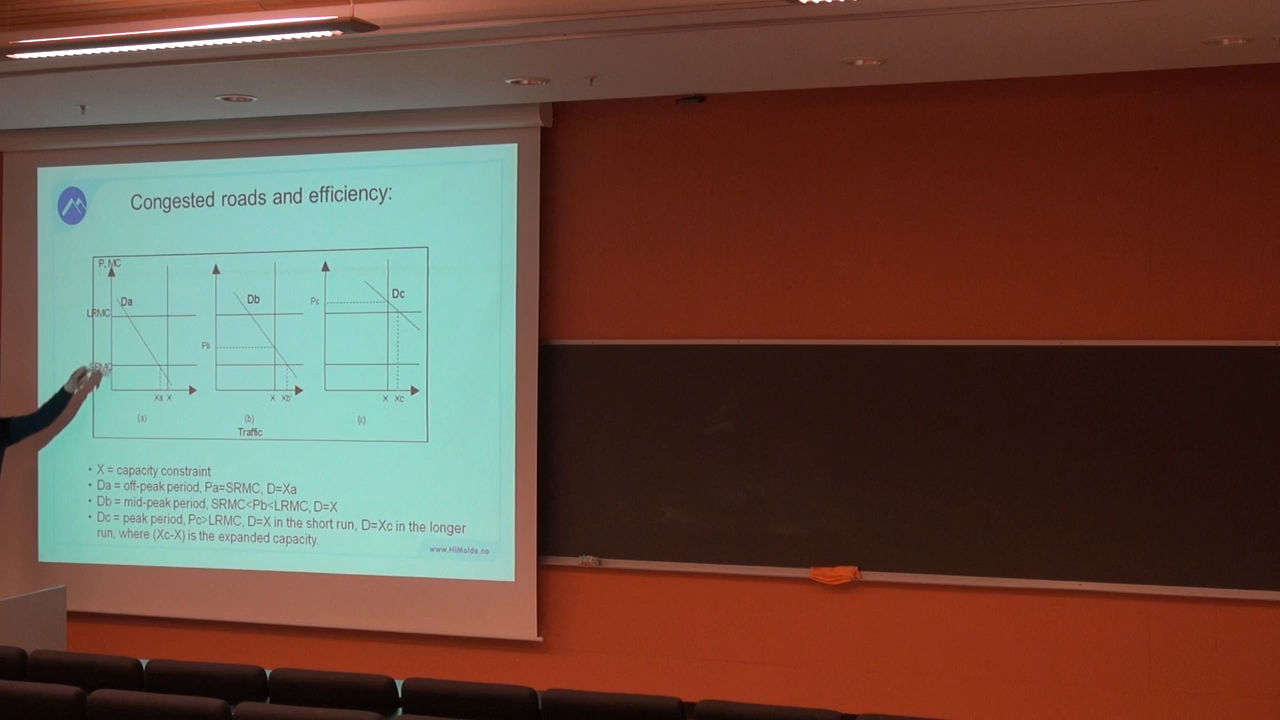 Congested roads and efficiency:
P, MC
Da
Db
Dc
Pc
LRMC
Pb
SRMC
Xa X
X Xb'
X Xc
(a)
(b)
(c)
Traffic
• X = capacity constraint
• Da = off-peak period, Pa=SRMC, D=Xa
• Db = mid-peak period, SRMC<Pb<LRMC, D=X
• Dc = peak period, Pc>LRMC, D=X in the short run, D=Xc in the longer
run, where (Xc-X) is the expanded capacity.
www.HiMolde.no